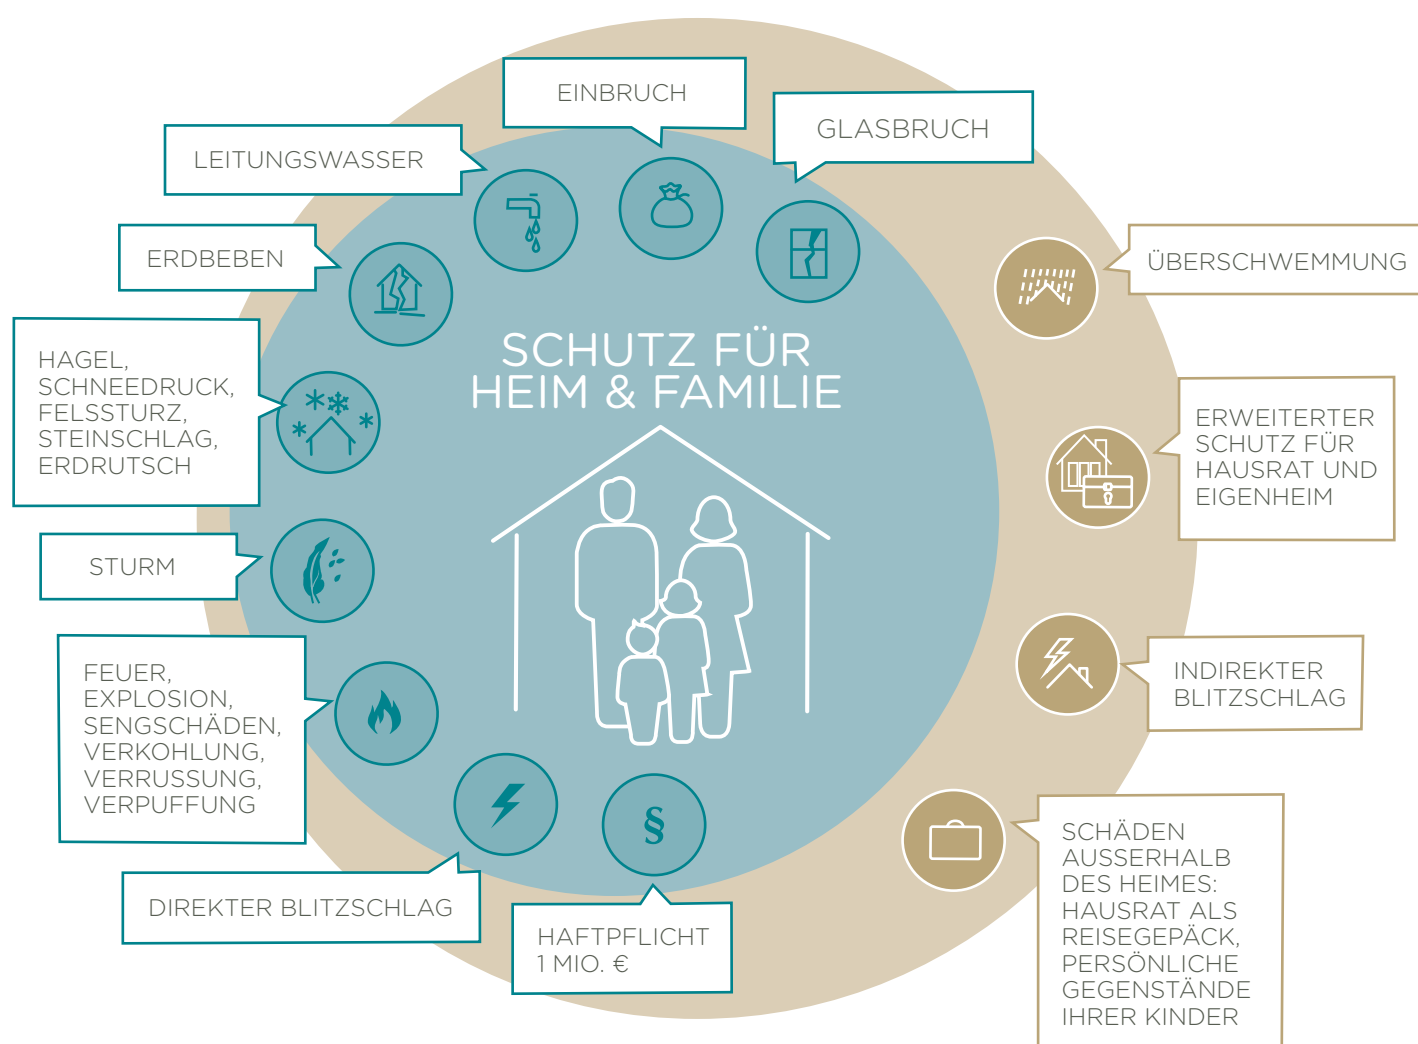 EINBRUCH
GLASBRUCH
LEITUNGSWASSER
ERDBEBEN
ÜBERSCHWEMMUNG
HAGEL,
SCHNEEDRUCK,
FELSSTURZ,
STEINSCHLAG,
ERDRUTSCH
SCHUTZ FÜR
HEIM & FAMILIE
ERWEITERTER
SCHUTZ FÜR
HAUSRAT UND
EIGENHEIM
STURM
FEUER,
EXPLOSION,
SENGSCHÄDEN,
VERKOHLUNG,
VERRUSSUNG,
VERPUFFUNG
INDIREKTER
BLITZSCHLAG
§
DIREKTER BLITZSCHLAG
HAFTPFLICHT
1 MIO. €
SCHÄDEN
AUSSERHALB
DES HEIMES:
HAUSRAT ALS
REISEGEPÄCK,
PERSÖNLICHE
GEGENSTÄNDE
IHRER KINDER